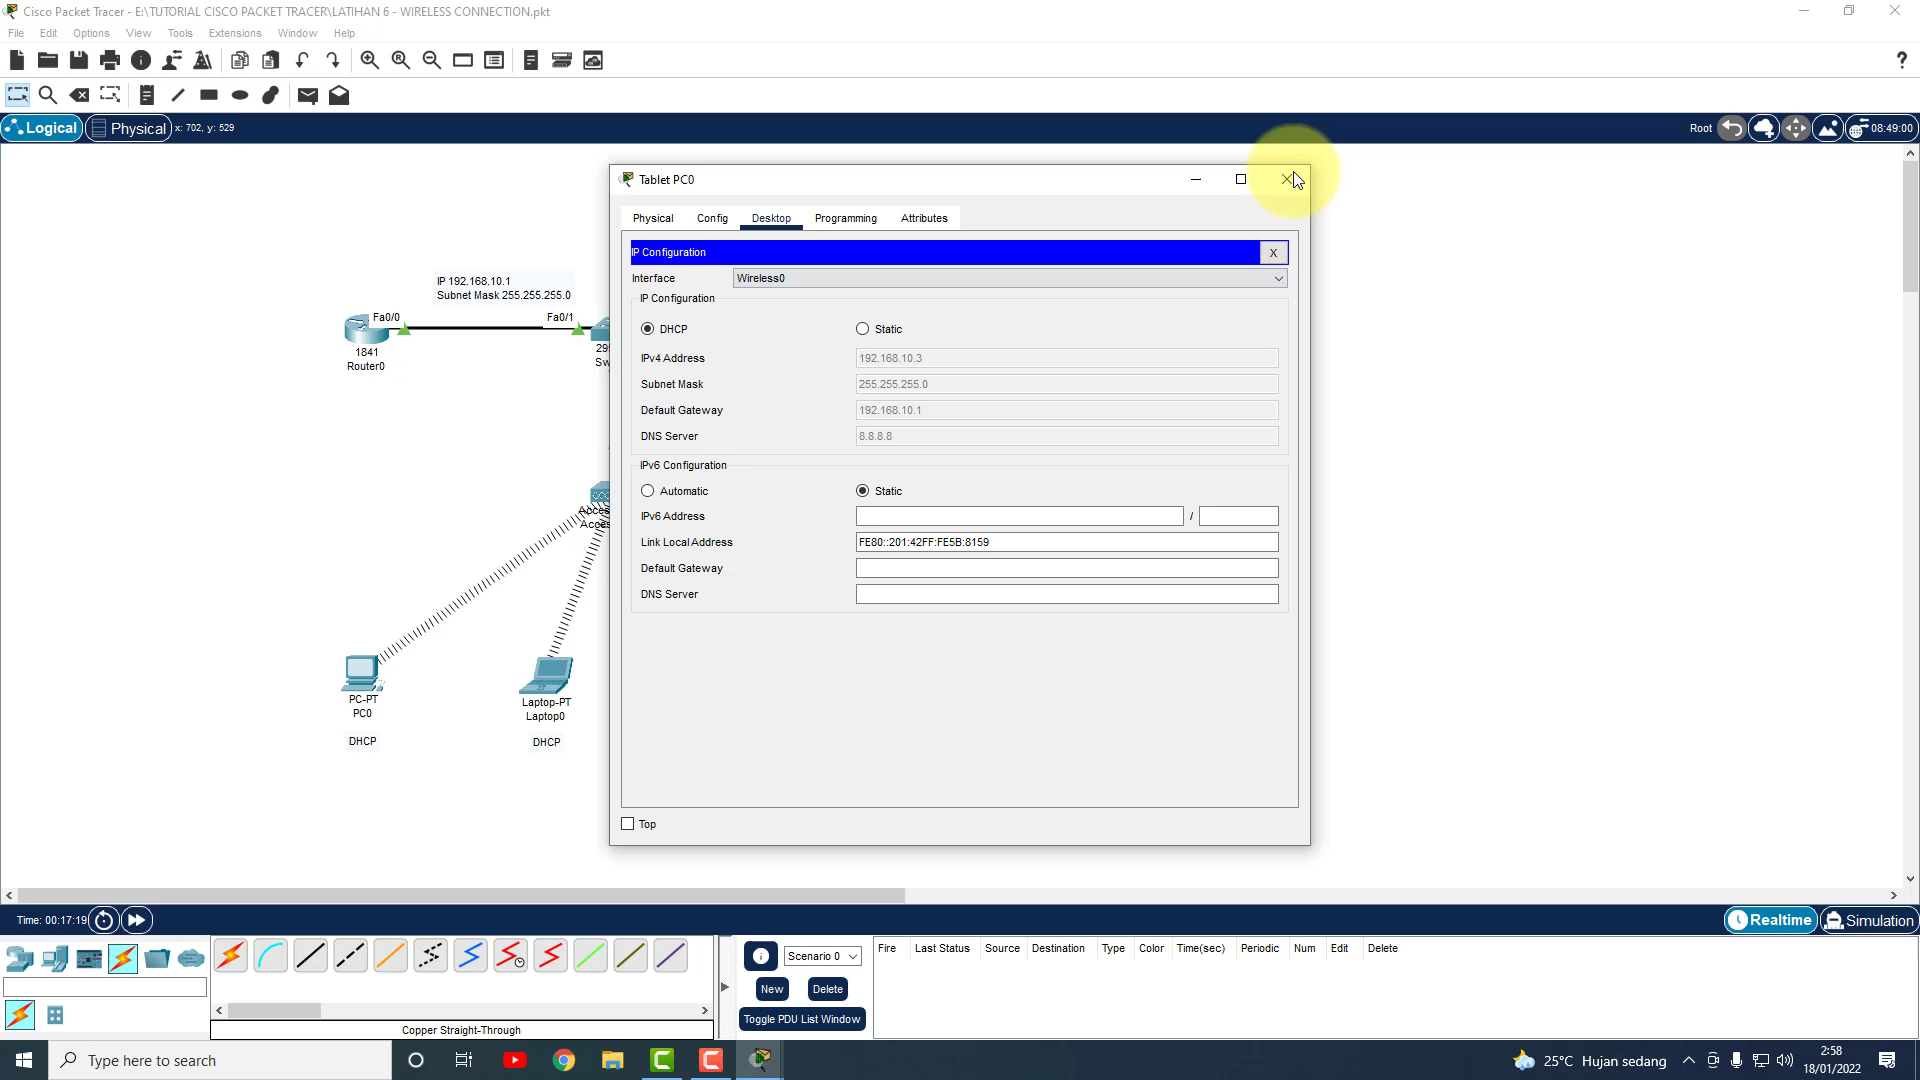 Cisco Packet Tracer - E:\TUTORIAL CISCO PACKET TRACER\LATIHAN 6 - WIRELESS CONNECTION.pkt
File Edit Options View Tools Extensions Window Help
?
Logical Physical x: 702, y: 529
Root 08:49:00
Tablet PC0
Physical Config Desktop Programming Attributes
IP Configuration
X
Interface Wireless0
IP Configuration
DHCP Static
IPv4 Address 192.168.10.3
Subnet Mask 255.255.255.0
Default Gateway 192.168.10.1
DNS Server 8.8.8.8
IPv6 Configuration
Automatic Static
IPv6 Address /
Link Local Address FE80::201:42FF:FE5B:8159
Default Gateway
DNS Server
Top
IP 192.168.10.1
Subnet Mask 255.255.255.0
Fa0/0 Fa0/1
1841
Router0
295
Sw
Acces
Acces
PC-PT
PC0
DHCP
Laptop-PT
Laptop0
DHCP
Time: 00:17:19
Realtime Simulation
Scenario 0
New Delete
Toggle PDU List Window
Fire Last Status Source Destination Type Color Time(sec) Periodic Num Edit Delete
Copper Straight-Through
Type here to search
25°C Hujan sedang
2:58
18/01/2022